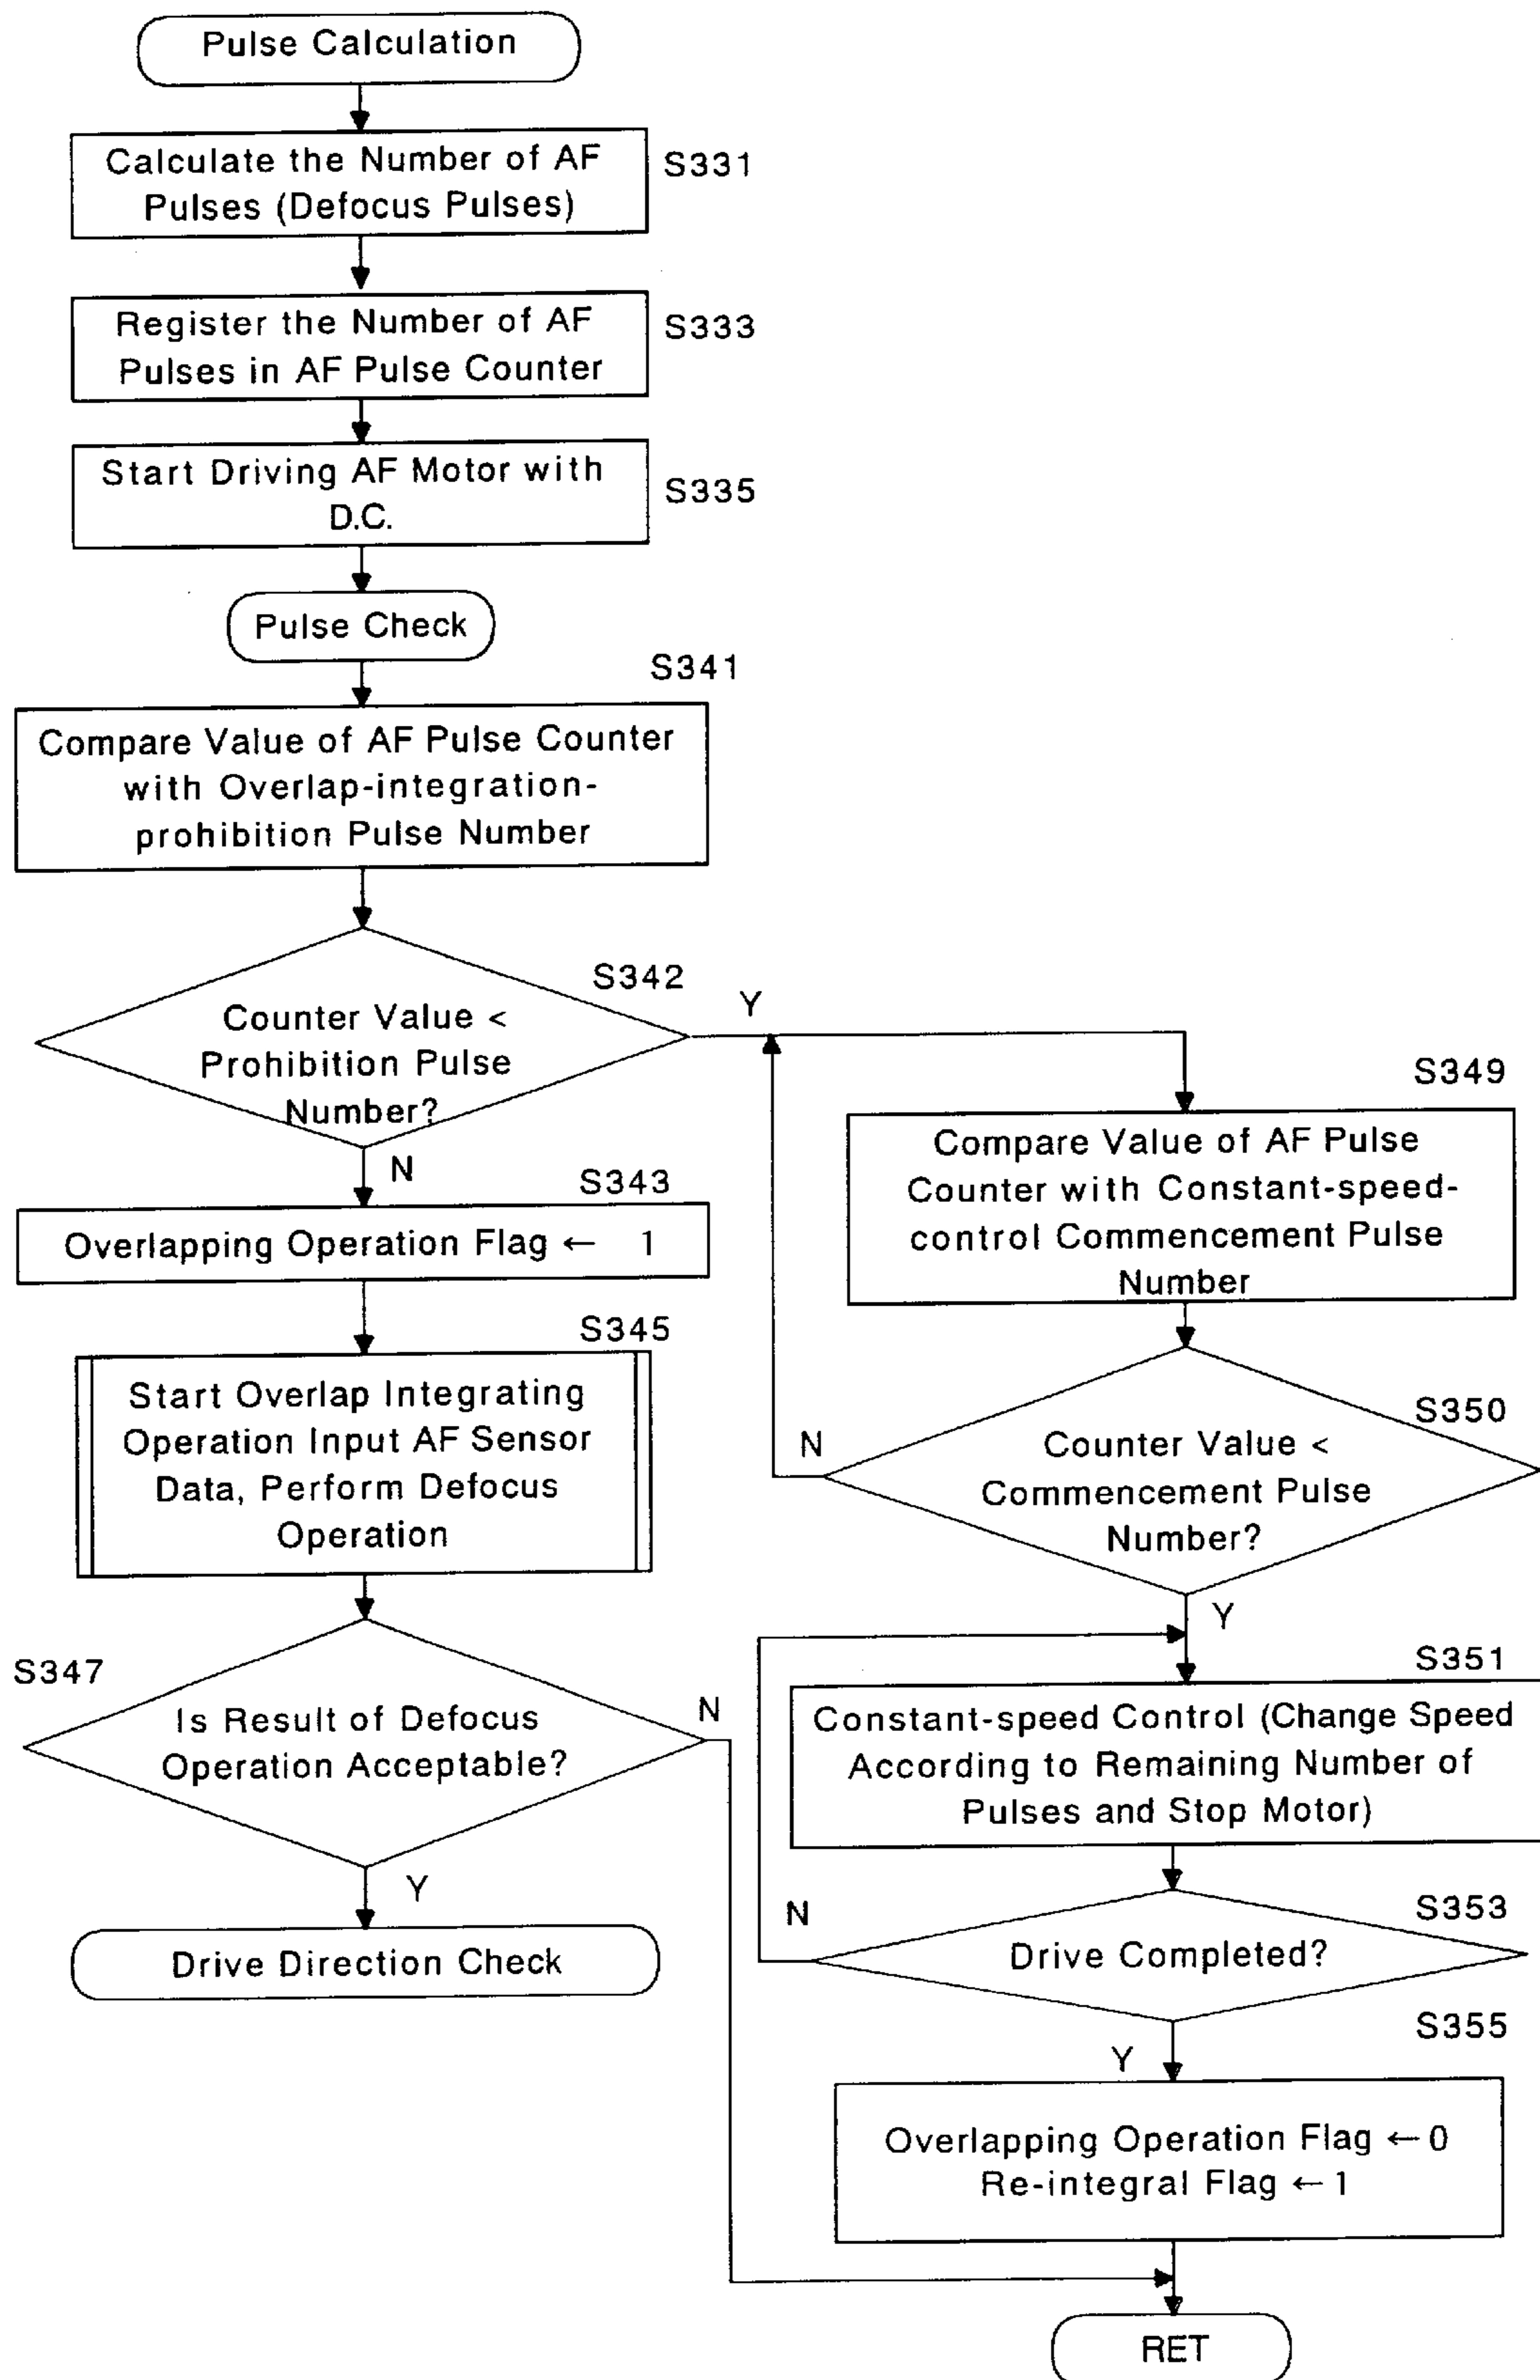 Pulse Calculation
Calculate the Number of AF
Pulses (Defocus Pulses)
S331
Register the Number of AF
Pulses in AF Pulse Counter
S333
Start Driving AF Motor with
D.C.
S335
Pulse Check
S341
Compare Value of AF Pulse Counter
with Overlap-integration-
prohibition Pulse Number
S342
Counter Value <
Prohibition Pulse
Number?
Y
N
S343
Overlapping Operation Flag ← 1
S345
Start Overlap Integrating
Operation Input AF Sensor
Data, Perform Defocus
Operation
S347
Is Result of Defocus
Operation Acceptable?
N
Y
Drive Direction Check
S349
Compare Value of AF Pulse
Counter with Constant-speed-
control Commencement Pulse
Number
S350
Counter Value <
Commencement Pulse
Number?
N
Y
S351
Constant-speed Control (Change Speed
According to Remaining Number of
Pulses and Stop Motor)
S353
Drive Completed?
N
Y
S355
Overlapping Operation Flag ← 0
Re-integral Flag ← 1
RET